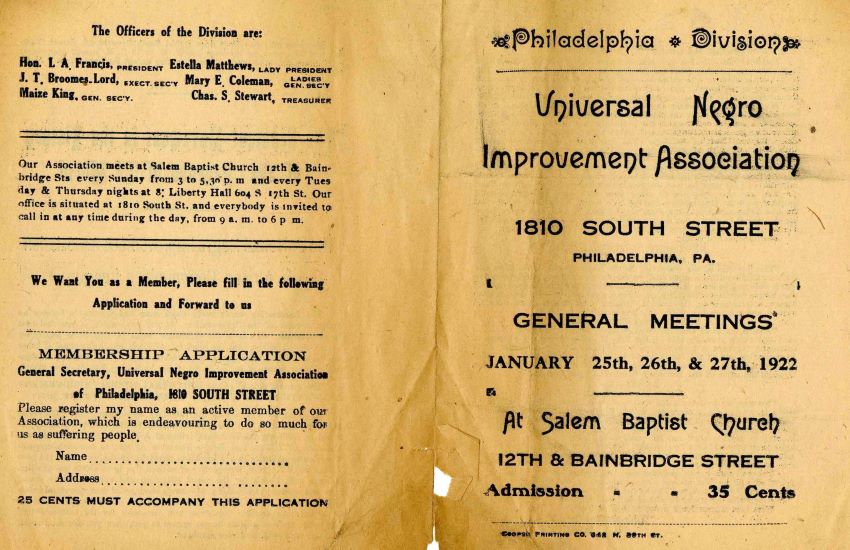 The Officers of the Division are:
Hon. I. A. Francis, PRESIDENT Estella Matthews, LADY PRESIDENT
J. T. Broomes-Lord, EXECT. SEC'Y Mary E. Coleman, LADIES GEN. SEC'Y
Maize King, GEN. SEC'Y. Chas. S. Stewart, TREASURER
Our Association meets at Salem Baptist Church 12th & Bain-
bridge Sts every Sunday from 3 to 5,30 p. m and every Tues
day & Thursday nights at 8; Liberty Hall 604 S 17th St. Our
office is situated at 1810 South St. and everybody is invited to
call in at any time during the day, from 9 a. m. to 6 p m.
We Want You as a Member, Please fill in the following
Application and Forward to us
MEMBERSHIP APPLICATION
General Secretary, Universal Negro Improvement Association
of Philadelphia, 1810 SOUTH STREET
Please register my name as an active member of our
Association, which is endeavouring to do so much for
us as suffering people.
Name
Address
25 CENTS MUST ACCOMPANY THIS APPLICATION
Philadelphia Division
Universal Negro
Improvement Association
1810 SOUTH STREET
PHILADELPHIA, PA.
GENERAL MEETINGS
JANUARY 25th, 26th, & 27th, 1922
At Salem Baptist Church
12TH & BAINBRIDGE STREET
Admission - - 35 Cents
PRINTING CO.